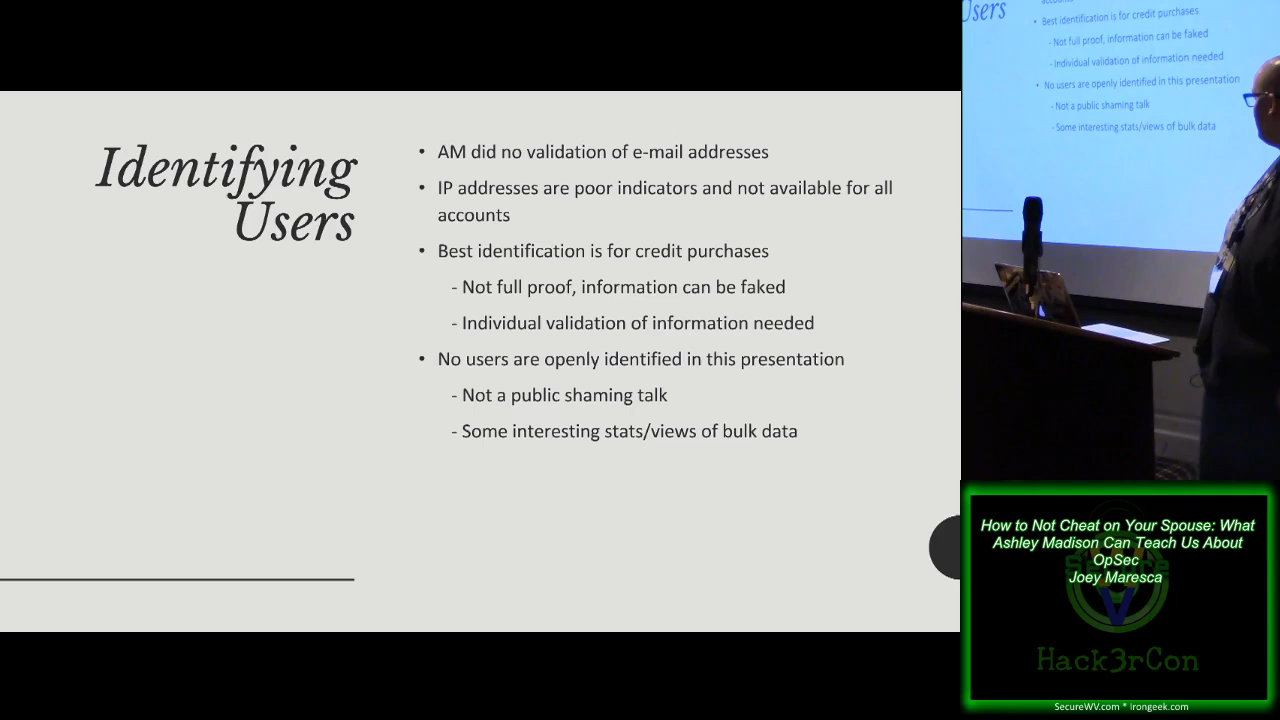 Identifying
Users
• AM did no validation of e-mail addresses
• IP addresses are poor indicators and not available for all
accounts
• Best identification is for credit purchases
- Not full proof, information can be faked
- Individual validation of information needed
• No users are openly identified in this presentation
- Not a public shaming talk
- Some interesting stats/views of bulk data
Users
accounts
• Best identification is for credit purchases
- Not full proof, information can be faked
- Individual validation of information needed
• No users are openly identified in this presentation
- Not a public shaming talk
- Some interesting stats/views of bulk data
How to Not Cheat on Your Spouse: What
Ashley Madison Can Teach Us About
OpSec
Joey Maresca
Secure
WV
Hack3rCon
SecureWV.com * Irongeek.com